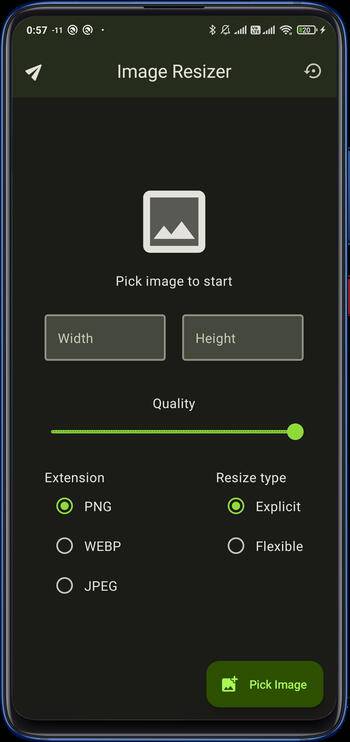 0:57 -11
20
Image Resizer
Pick image to start
Width Height
Quality
Extension Resize type
PNG Explicit
WEBP Flexible
JPEG
Pick Image